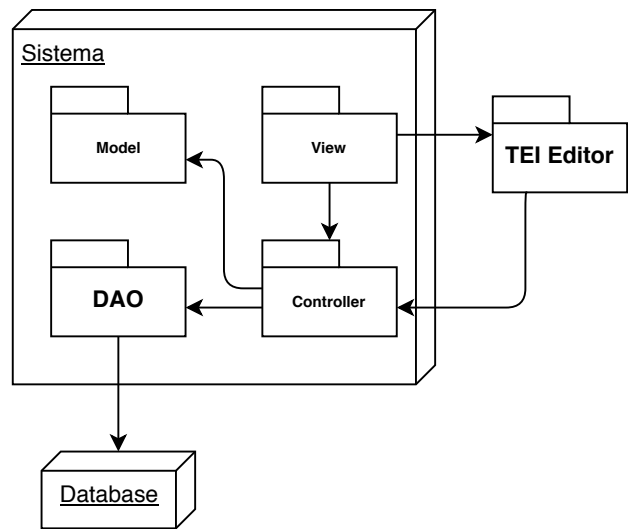 Sistema
Model
View
TEI Editor
DAO
Controller
Database